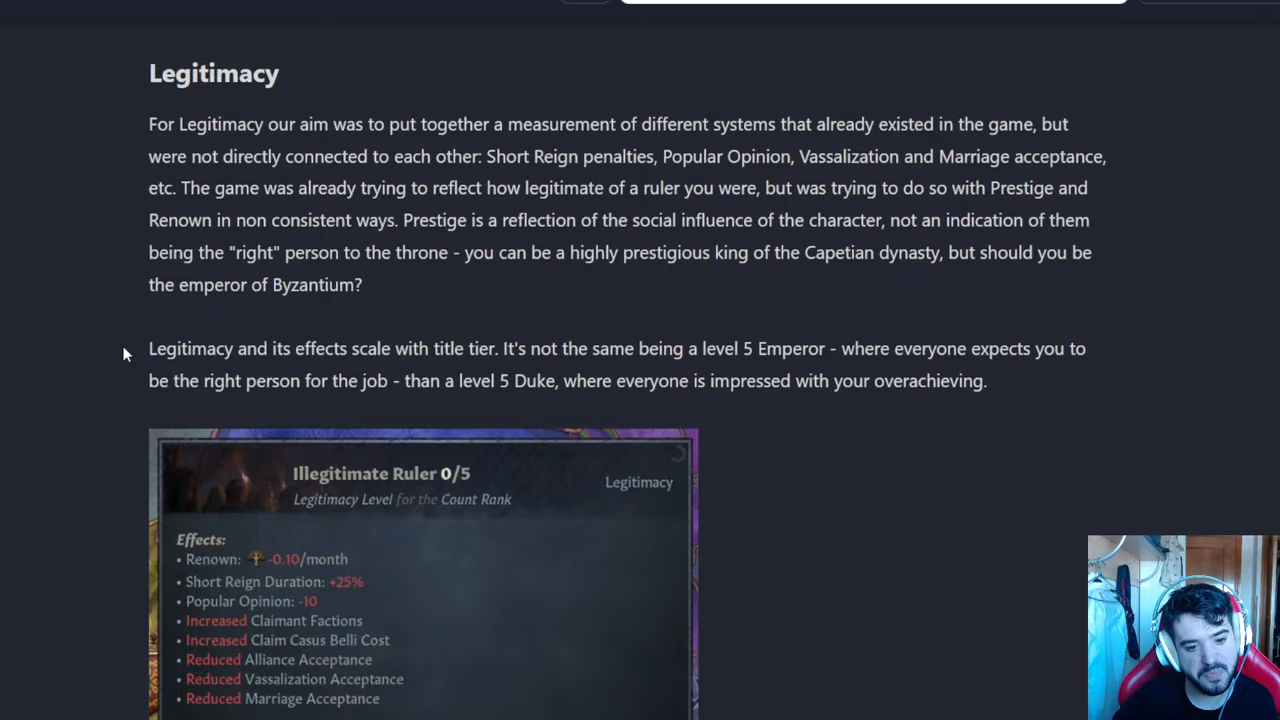 Legitimacy
For Legitimacy our aim was to put together a measurement of different systems that already existed in the game, but
were not directly connected to each other: Short Reign penalties, Popular Opinion, Vassalization and Marriage acceptance,
etc. The game was already trying to reflect how legitimate of a ruler you were, but was trying to do so with Prestige and
Renown in non consistent ways. Prestige is a reflection of the social influence of the character, not an indication of them
being the "right" person to the throne - you can be a highly prestigious king of the Capetian dynasty, but should you be
the emperor of Byzantium?
Legitimacy and its effects scale with title tier. It's not the same being a level 5 Emperor - where everyone expects you to
be the right person for the job - than a level 5 Duke, where everyone is impressed with your overachieving.
Illegitimate Ruler 0/5
Legitimacy
Legitimacy Level for the Count Rank
Effects:
• Renown: -0.10/month
• Short Reign Duration: +25%
• Popular Opinion: -10
• Increased Claimant Factions
• Increased Claim Casus Belli Cost
• Reduced Alliance Acceptance
• Reduced Vassalization Acceptance
• Reduced Marriage Acceptance